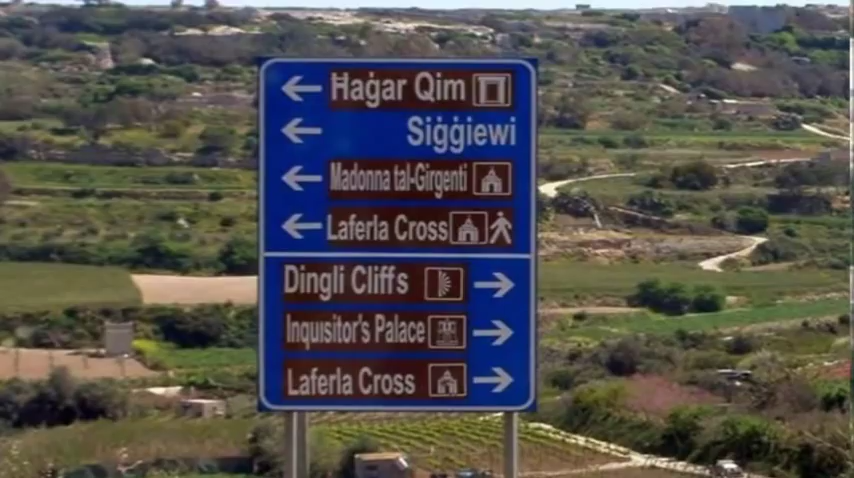 Ħaġar Qim
Siġġiewi
Madonna tal-Girgenti
Laferla Cross
Dingli Cliffs
Inquisitor's Palace
Laferla Cross